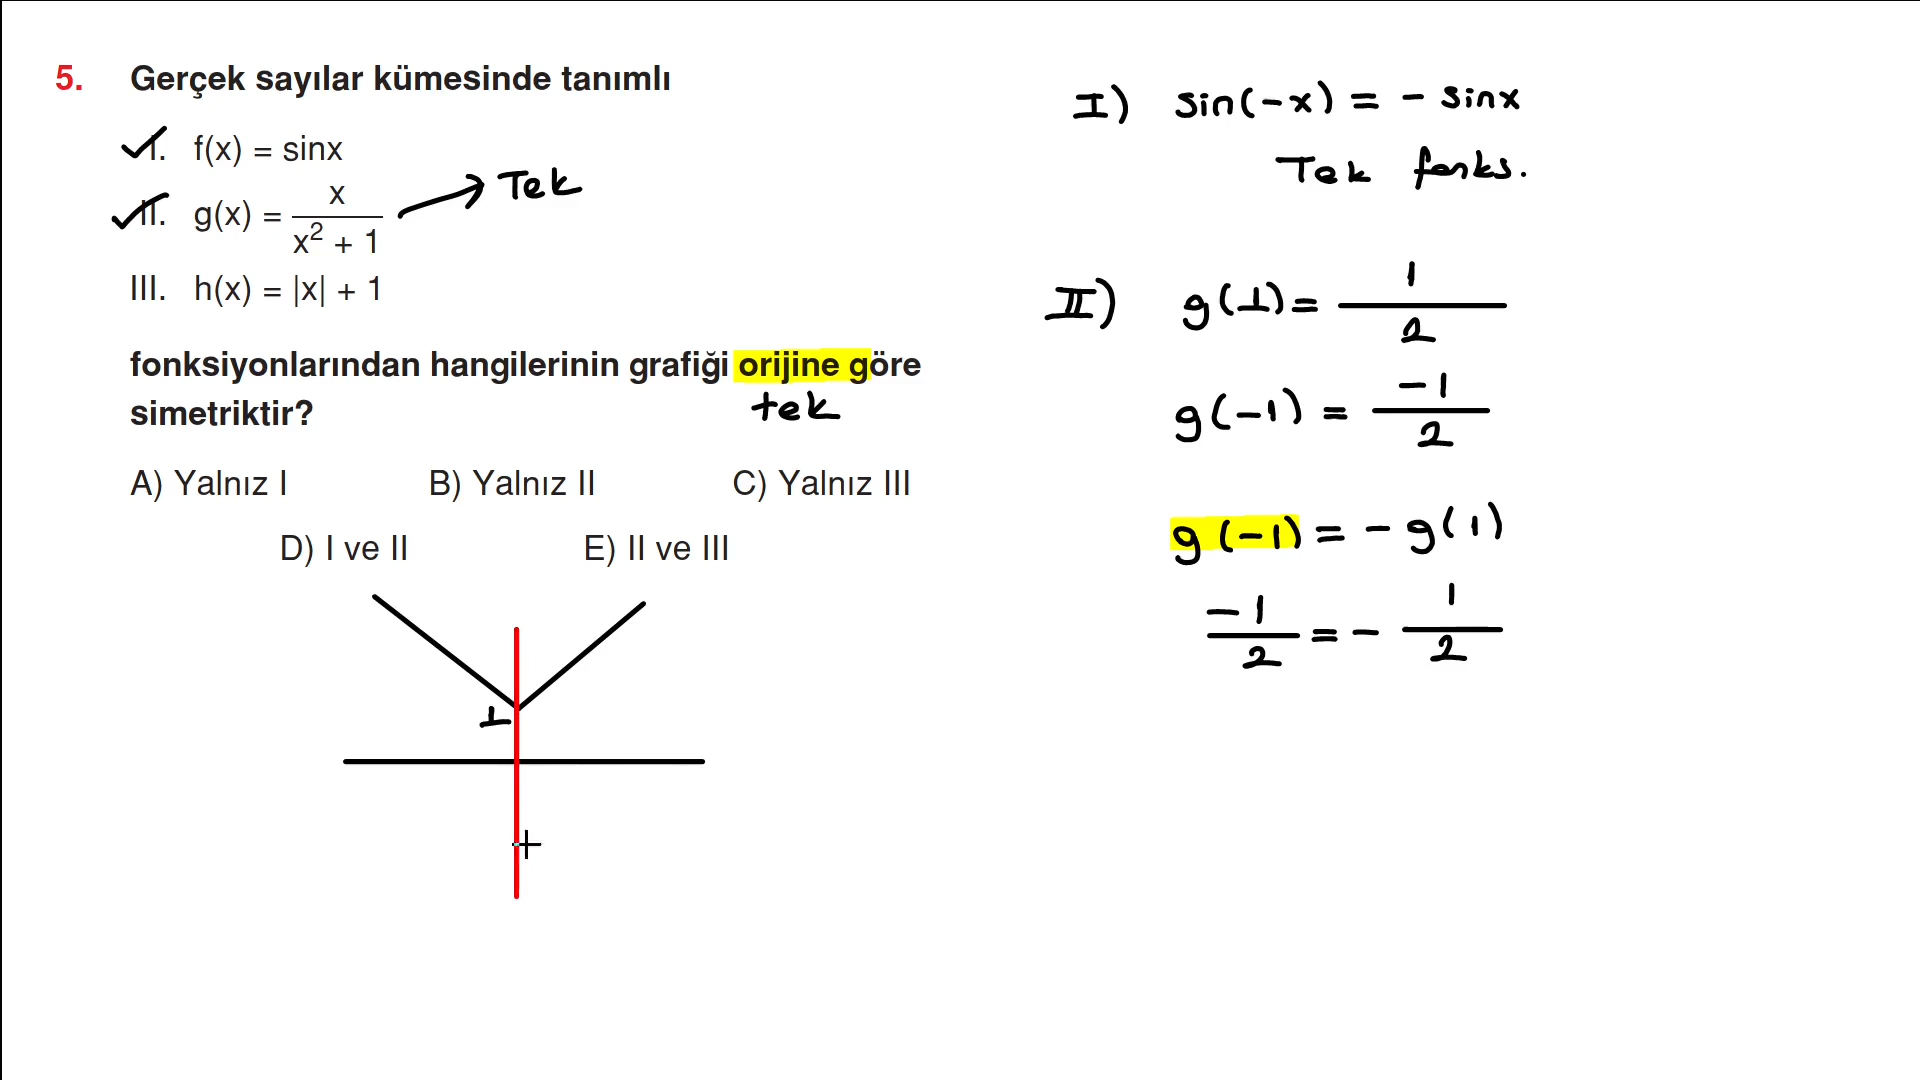 5. Gerçek sayılar kümesinde tanımlı
I. f(x) = sinx
II. g(x) = x / x² + 1
Tek
III. h(x) = |x| + 1
fonksiyonlarından hangilerinin grafiği orijine göre
simetriktir?
tek
A) Yalnız I B) Yalnız II C) Yalnız III
D) I ve II E) II ve III
1
I) sin(-x) = - sinx
Tek fonks.
II) g(1) = 1/2
g(-1) = -1/2
g(-1) = - g(1)
-1/2 = - 1/2